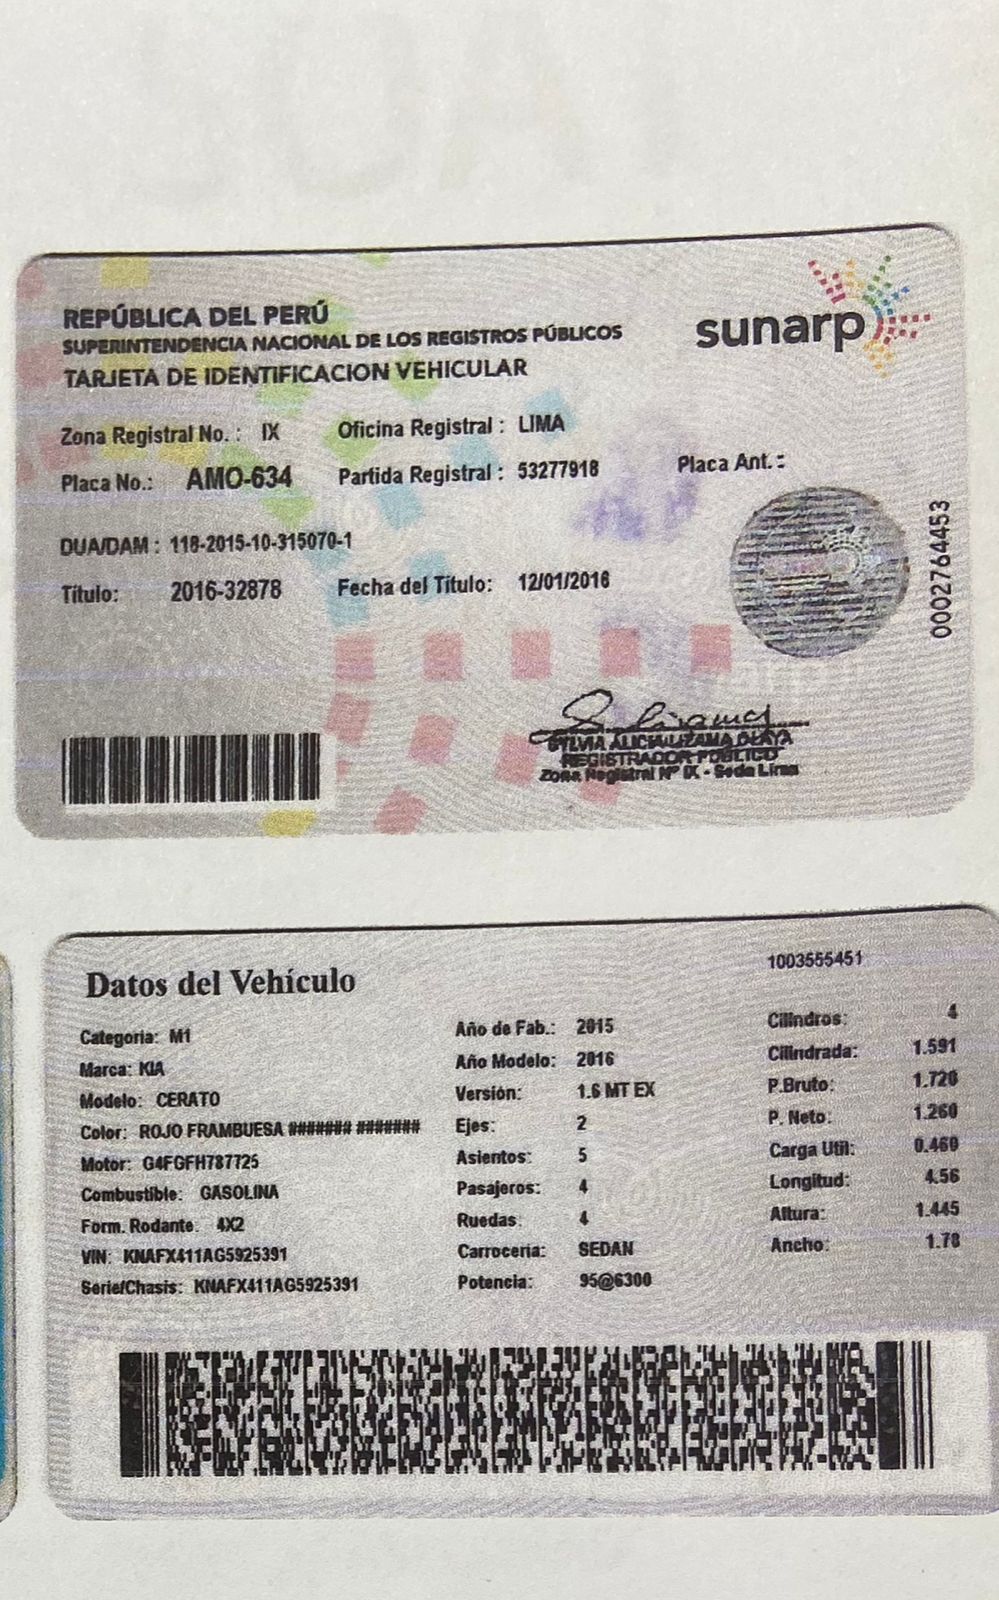 REPÚBLICA DEL PERÚ
SUPERINTENDENCIA NACIONAL DE LOS REGISTROS PÚBLICOS
TARJETA DE IDENTIFICACION VEHICULAR
sunarp
Zona Registral No. : IX Oficina Registral : LIMA
Placa No.: AMO-634 Partida Registral : 53277918 Placa Ant. :
DUA/DAM : 118-2015-10-315070-1
Título: 2016-32878 Fecha del Título: 12/01/2016
0002764453
SYLVIA ALICIA LIZAMA OLAYA
REGISTRADOR PÚBLICO
Zona Registral Nº IX - Sede Lima
Datos del Vehículo
1003555451
Categoria: M1 Año de Fab.: 2015 Cilindros: 4
Marca: KIA Año Modelo: 2016 Cilindrada: 1.591
Modelo: CERATO Versión: 1.6 MT EX P.Bruto: 1.720
Color: ROJO FRAMBUESA ####### ####### Ejes: 2 P. Neto: 1.260
Motor: G4FGFH787725 Asientos: 5 Carga Util: 0.460
Combustible: GASOLINA Pasajeros: 4 Longitud: 4.56
Form. Rodante: 4X2 Ruedas: 4 Altura: 1.445
VIN: KNAFX411AG5925391 Carroceria: SEDAN Ancho: 1.78
Serie/Chasis: KNAFX411AG5925391 Potencia: 95@6300